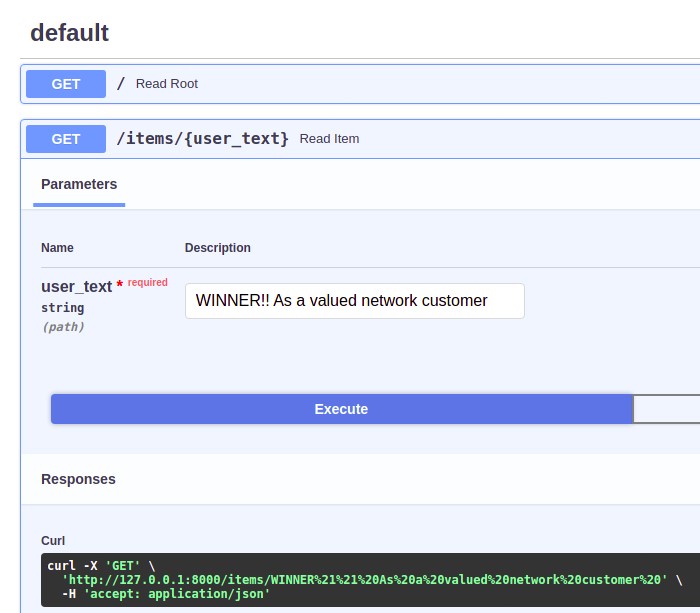 default
GET / Read Root
GET /items/{user_text} Read Item
Parameters
Name Description
user_text * required WINNER!! As a valued network customer
string
(path)
Execute
Responses
Curl
curl -X 'GET' \
'http://127.0.0.1:8000/items/WINNER%21%21%20As%20a%20valued%20network%20customer%20' \
-H 'accept: application/json'